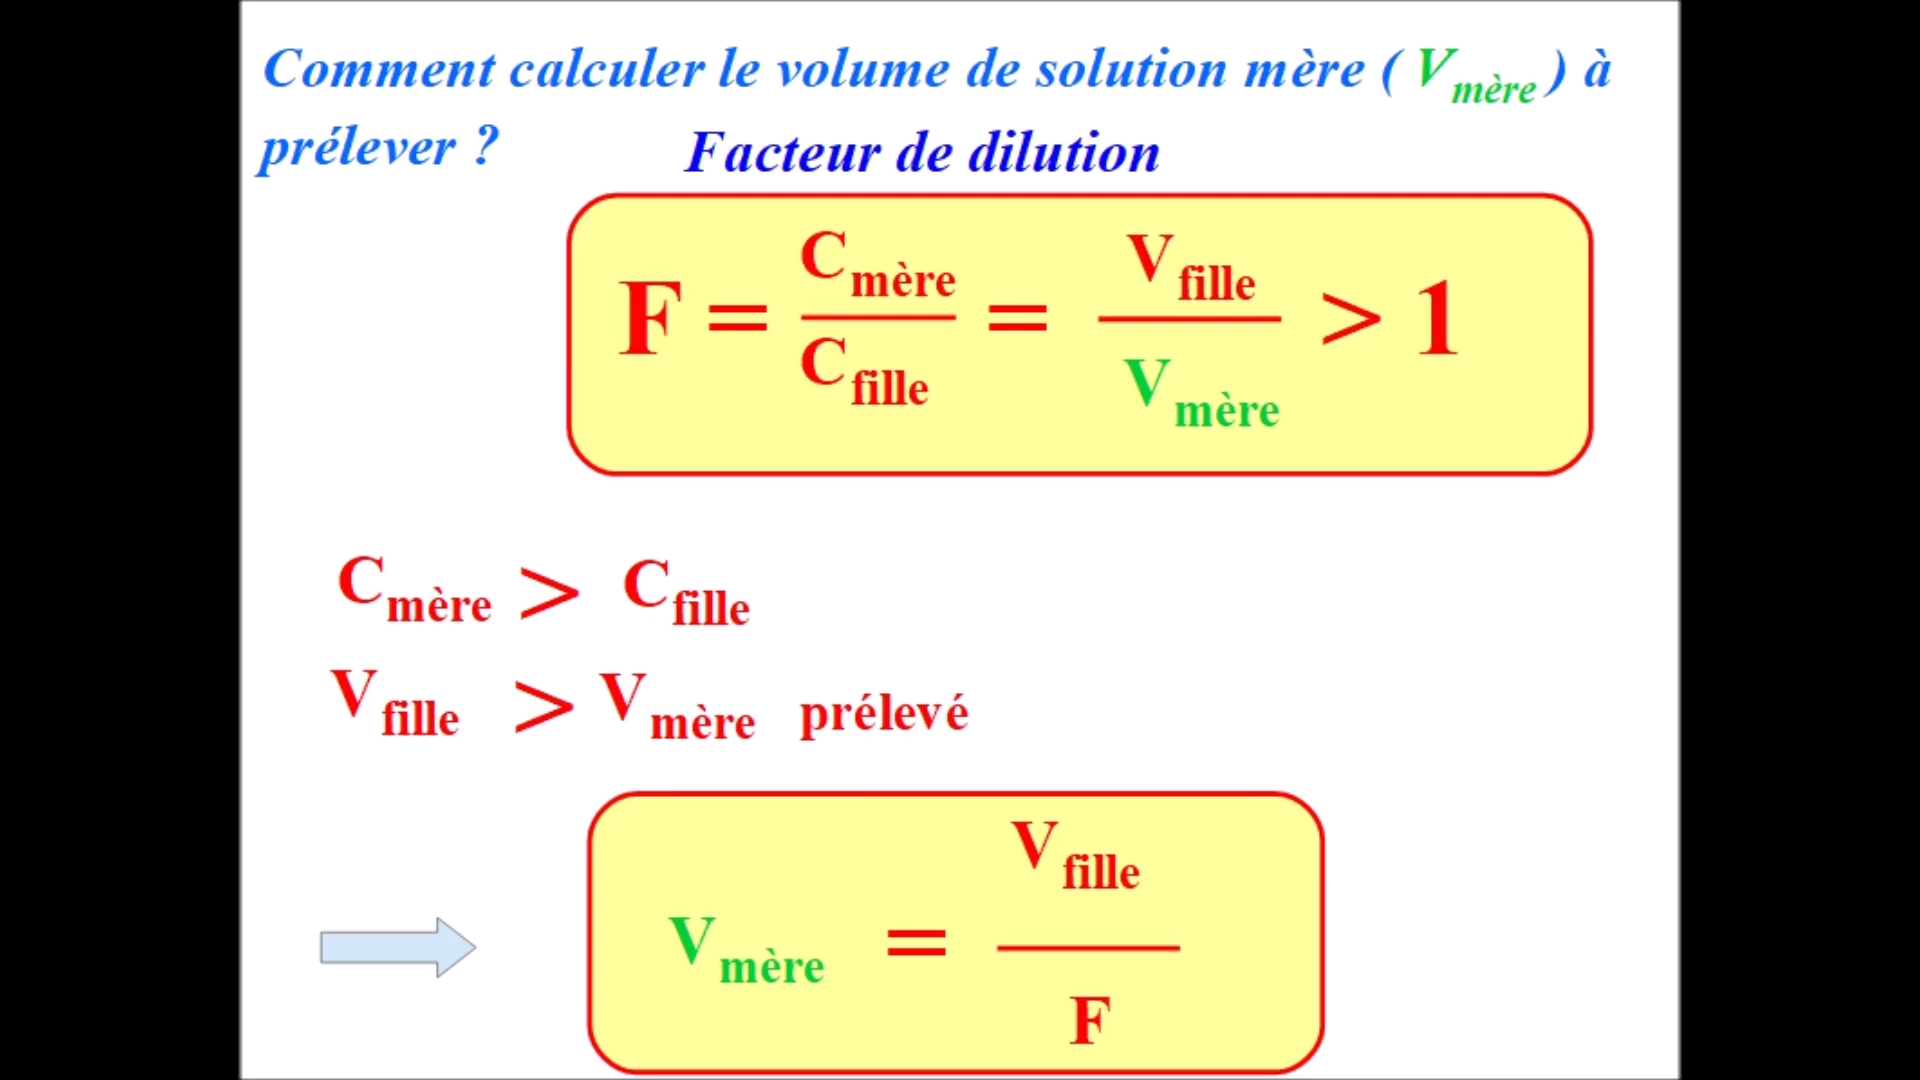 Comment calculer le volume de solution mère ( Vmère ) à
prélever ? Facteur de dilution
F = Cmère / Cfille = Vfille / Vmère > 1
Cmère > Cfille
Vfille > Vmère prélevé
Vmère = Vfille / F